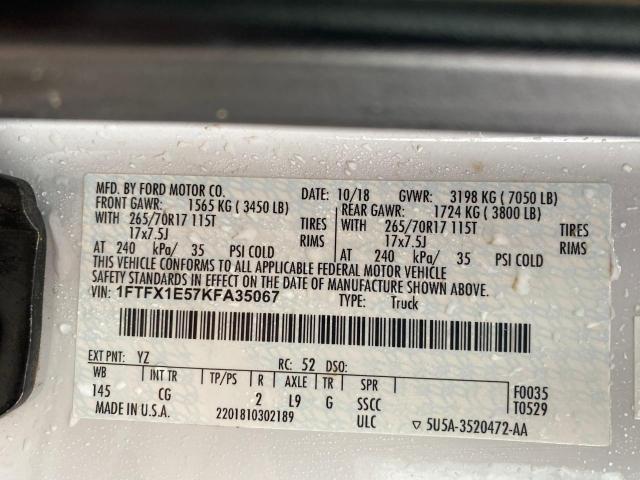 MFD. BY FORD MOTOR CO. DATE: 10/18 GVWR: 3198 KG ( 7050 LB)
FRONT GAWR: 1565 KG ( 3450 LB) REAR GAWR: 1724 KG ( 3800 LB)
WITH 265/70R17 115T TIRES WITH 265/70R17 115T TIRES
17x7.5J RIMS 17x7.5J RIMS
AT 240 kPa/ 35 PSI COLD AT 240 kPa/ 35 PSI COLD
THIS VEHICLE CONFORMS TO ALL APPLICABLE FEDERAL MOTOR VEHICLE
SAFETY STANDARDS IN EFFECT ON THE DATE OF MANUFACTURE SHOWN ABOVE.
VIN: 1FTFX1E57KFA35067 TYPE: Truck
EXT PNT: YZ RC: 52 DSO:
WB INT TR TP/PS R AXLE TR SPR F0035
145 CG 2 L9 G SSCC T0529
MADE IN U.S.A. 2201810302189 ULC ▽ 5U5A-3520472-AA